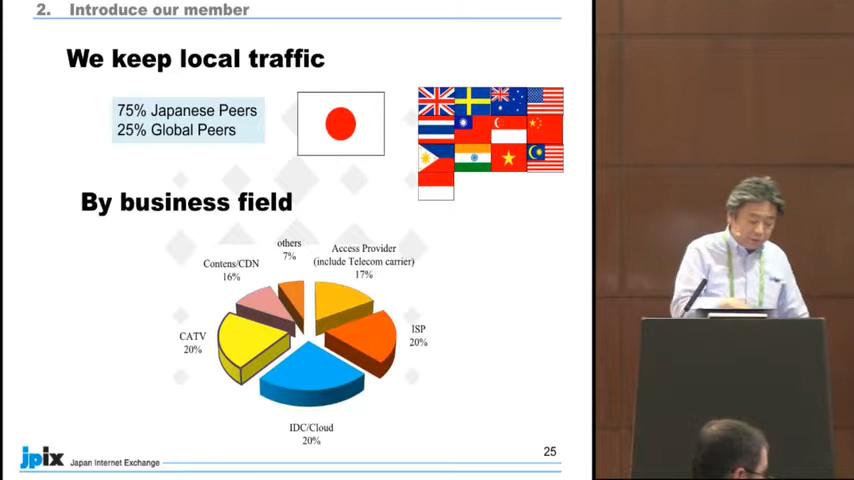 2. Introduce our member
We keep local traffic
75% Japanese Peers
25% Global Peers
By business field
others
7%
Access Provider
(include Telecom carrier)
17%
Contens/CDN
16%
CATV
20%
ISP
20%
IDC/Cloud
20%
jpix Japan Internet Exchange
25